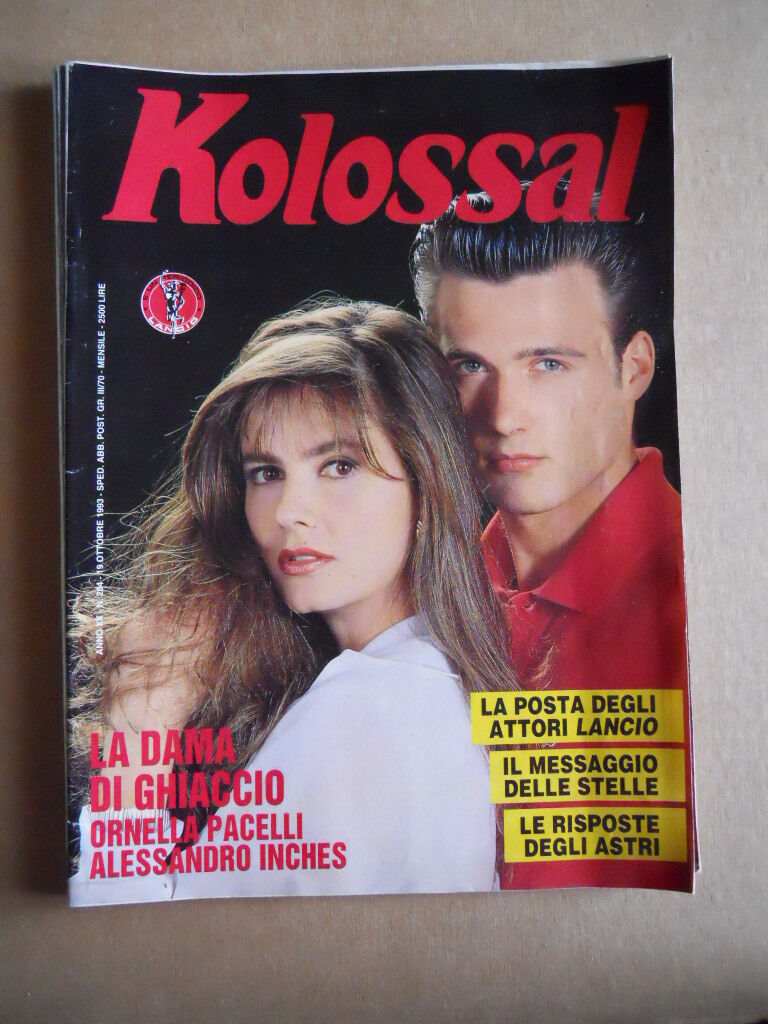 Kolossal
LANCIO
ANNO XX - N. 254 - 19 OTTOBRE 1993 - SPED. ABB. POST. GR. III/70 - MENSILE - 2500 LIRE
LA DAMA
DI GHIACCIO
ORNELLA PACELLI
ALESSANDRO INCHES
LA POSTA DEGLI
ATTORI LANCIO
IL MESSAGGIO
DELLE STELLE
LE RISPOSTE
DEGLI ASTRI